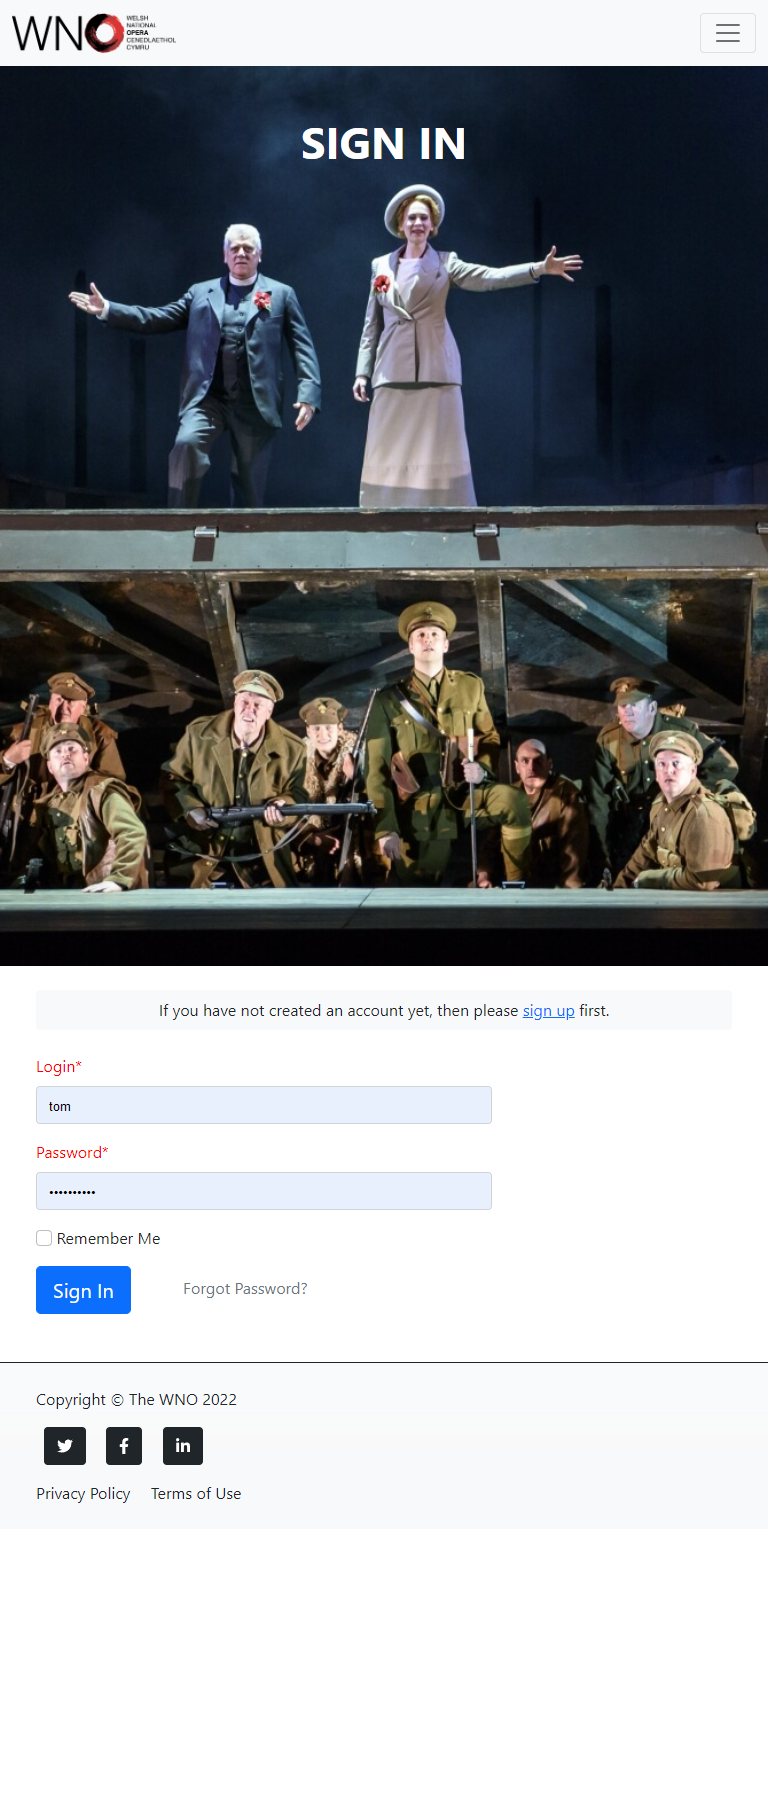 WNO
WELSH
NATIONAL
OPERA
CENEDLAETHOL
CYMRU
SIGN IN
If you have not created an account yet, then please sign up first.
Login*
tom
Password*
••••••••••
Remember Me
Sign In
Forgot Password?
Copyright © The WNO 2022
Privacy Policy
Terms of Use